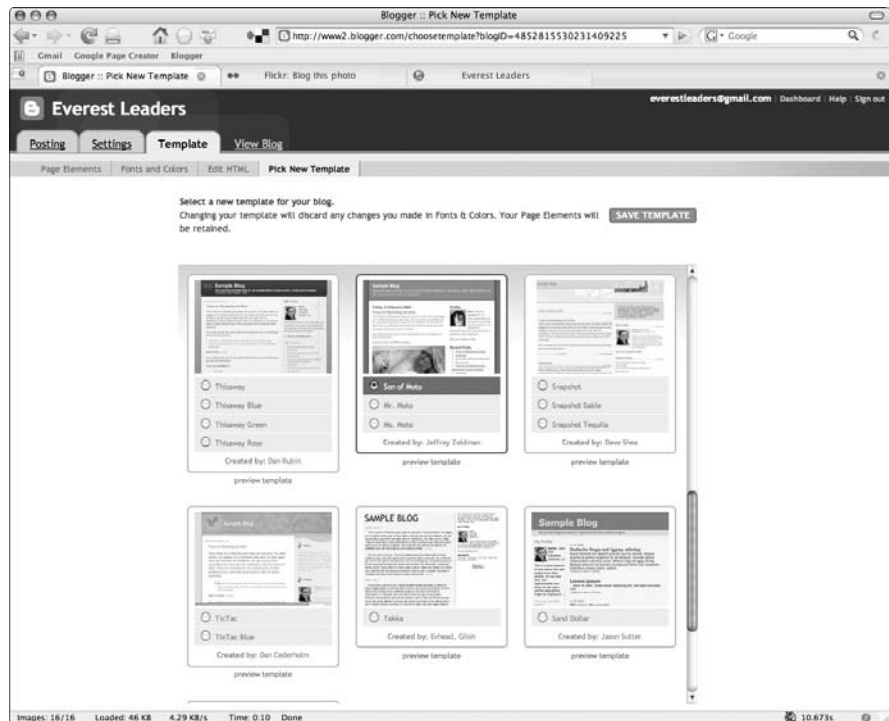 Blogger :: Pick New Template
http://www2.blogger.com/choosetemplate?blogID=4852815530231409225
Google
Gmail Google Page Creator Blogger
Blogger :: Pick New Template
Flickr: Blog this photo
Everest Leaders
Everest Leaders
everestleaders@gmail.com Dashboard Help Sign out
Posting Settings Template View Blog
Page Elements Fonts and Colors Edit HTML Pick New Template
Select a new template for your blog.
Changing your template will discard any changes you made in Fonts & Colors. Your Page Elements will
be retained.
SAVE TEMPLATE
Sample Blog
Thisaway
Thisaway Blue
Thisaway Green
Thisaway Rose
Created by: Dan Rubin
preview template
Sample Blog
Son of Moto
Mr. Moto
Ms. Moto
Created by: Jeffrey Zeldman
preview template
Snapshot
Snapshot Sable
Snapshot Tequila
Created by: Dave Shea
preview template
Sample Blog
TicTac
TicTac Blue
Created by: Dan Cederholm
preview template
SAMPLE BLOG
Tekka
Created by: Evhead, Glish
preview template
Sample Blog
Sand Dollar
Created by: Jason Sutter
preview template
Images: 16/16 Loaded: 46 KB 4.29 KB/s Time: 0:10 Done
10.673s